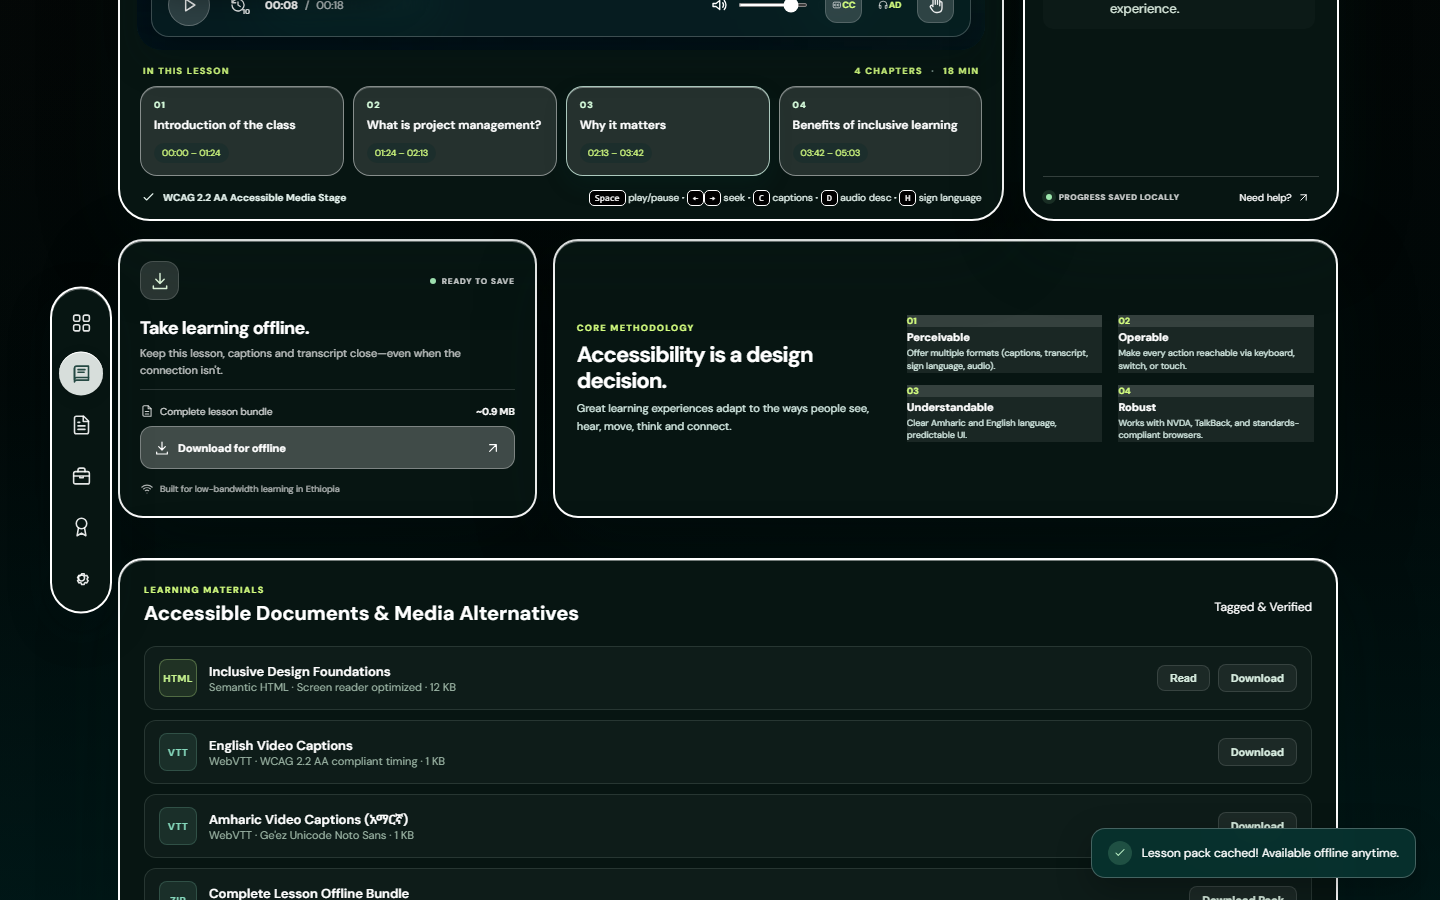 00:08 / 00:18
10
CC
AD
experience.
IN THIS LESSON
4 CHAPTERS · 18 MIN
01
Introduction of the class
00:00 – 01:24
02
What is project management?
01:24 – 02:13
03
Why it matters
02:13 – 03:42
04
Benefits of inclusive learning
03:42 – 05:03
WCAG 2.2 AA Accessible Media Stage
Space play/pause · ← → seek · C captions · D audio desc · H sign language
PROGRESS SAVED LOCALLY
Need help?
READY TO SAVE
Take learning offline.
Keep this lesson, captions and transcript close—even when the
connection isn't.
Complete lesson bundle
~0.9 MB
Download for offline
Built for low-bandwidth learning in Ethiopia
CORE METHODOLOGY
Accessibility is a design
decision.
Great learning experiences adapt to the ways people see,
hear, move, think and connect.
01
Perceivable
Offer multiple formats (captions, transcript,
sign language, audio).
02
Operable
Make every action reachable via keyboard,
switch, or touch.
03
Understandable
Clear Amharic and English language,
predictable UI.
04
Robust
Works with NVDA, TalkBack, and standards-
compliant browsers.
LEARNING MATERIALS
Accessible Documents & Media Alternatives
Tagged & Verified
HTML
Inclusive Design Foundations
Semantic HTML · Screen reader optimized · 12 KB
Read
Download
VTT
English Video Captions
WebVTT · WCAG 2.2 AA compliant timing · 1 KB
Download
VTT
Amharic Video Captions (አማርኛ)
WebVTT · Ge'ez Unicode Noto Sans · 1 KB
Download
Lesson pack cached! Available offline anytime.
ZIP
Complete Lesson Offline Bundle
Download Pack